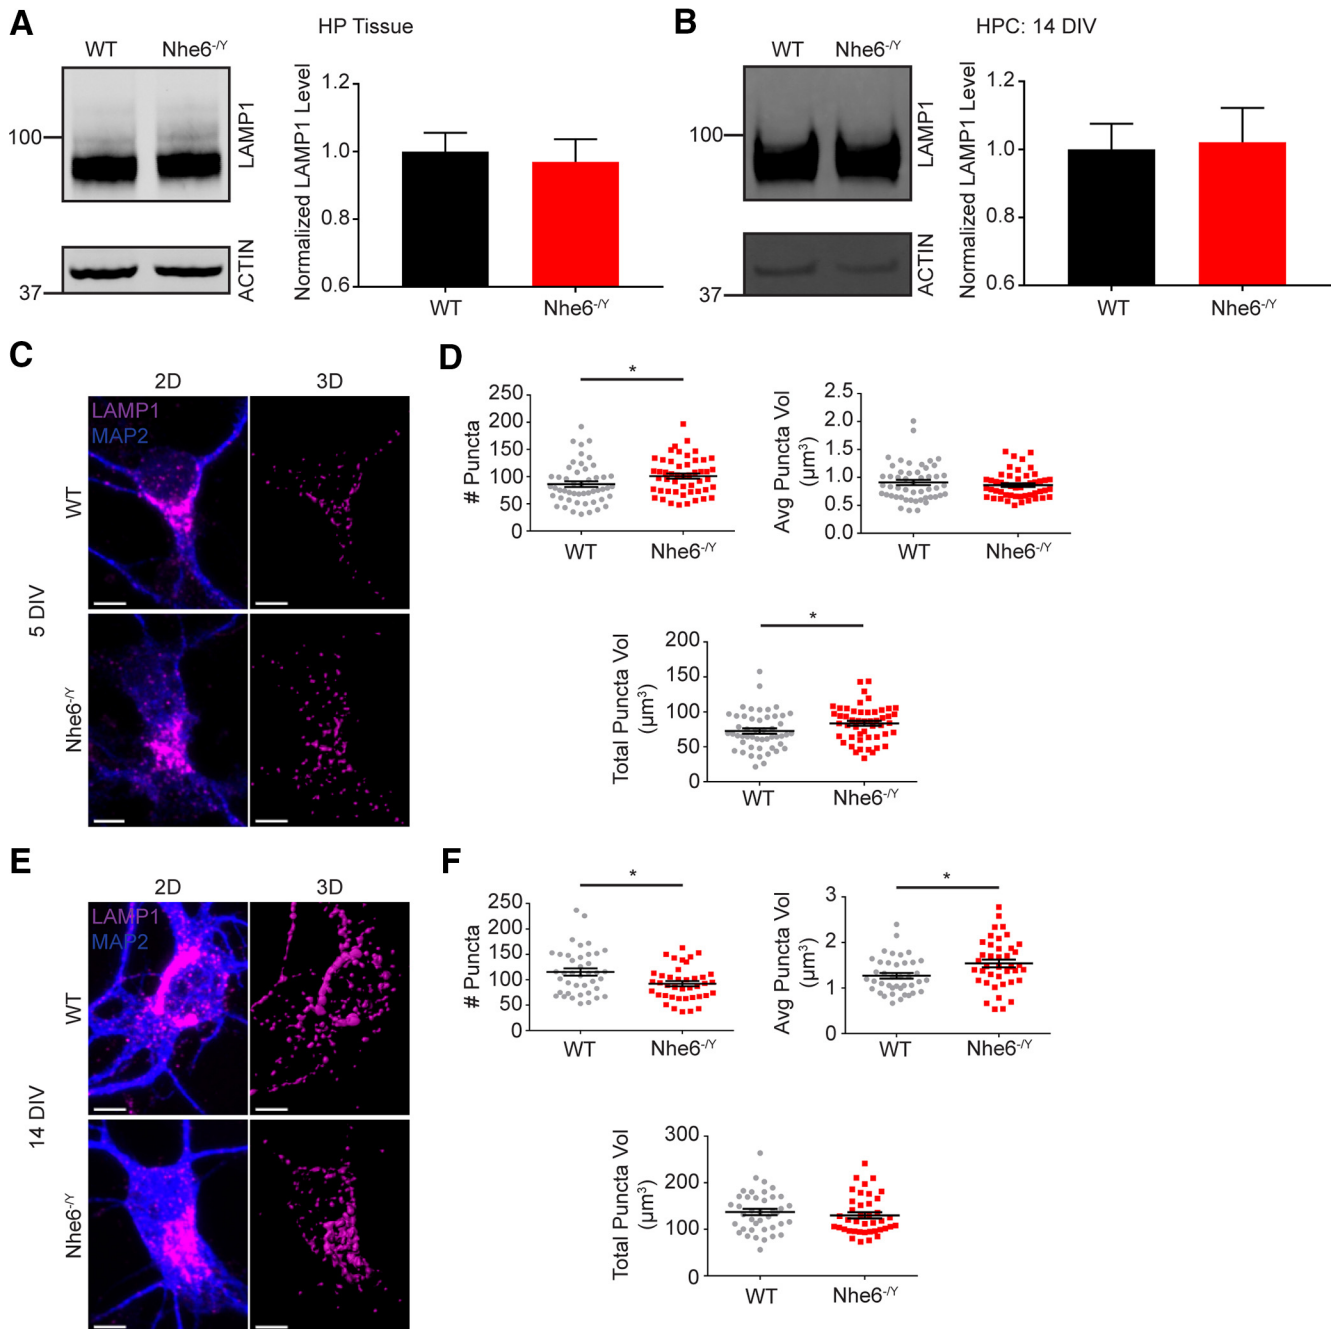 A
HP Tissue
WT Nhe6-/Y
100
37
LAMP1
ACTIN
Normalized LAMP1 Level
1.2
1.0
0.8
0.6
WT Nhe6-/Y
B
HPC: 14 DIV
WT Nhe6-/Y
100
37
LAMP1
ACTIN
Normalized LAMP1 Level
1.2
1.0
0.8
0.6
WT Nhe6-/Y
C
2D 3D
LAMP1
MAP2
WT
5 DIV
Nhe6-/Y
D
*
# Puncta
250
200
150
100
50
0
WT Nhe6-/Y
Avg Puncta Vol
(µm³)
2.5
2.0
1.5
1.0
0.5
0.0
WT Nhe6-/Y
*
Total Puncta Vol
(µm³)
200
150
100
50
0
WT Nhe6-/Y
E
2D 3D
LAMP1
MAP2
WT
14 DIV
Nhe6-/Y
F
*
# Puncta
250
200
150
100
50
0
WT Nhe6-/Y
*
Avg Puncta Vol
(µm³)
3
2
1
0
WT Nhe6-/Y
Total Puncta Vol
(µm³)
300
200
100
0
WT Nhe6-/Y